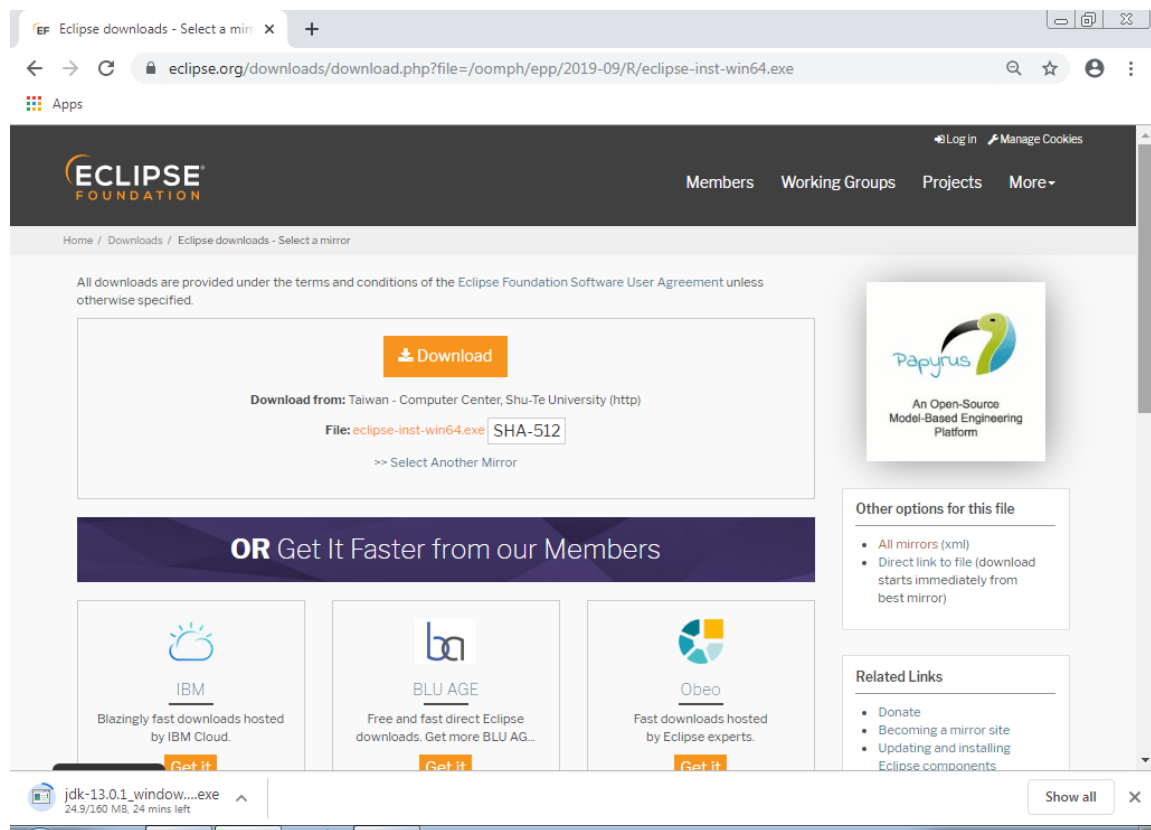 EF Eclipse downloads - Select a mirr
eclipse.org/downloads/download.php?file=/oomph/epp/2019-09/R/eclipse-inst-win64.exe
Apps
Log in Manage Cookies
ECLIPSE
FOUNDATION
Members Working Groups Projects More
Home / Downloads / Eclipse downloads - Select a mirror
All downloads are provided under the terms and conditions of the Eclipse Foundation Software User Agreement unless
otherwise specified.
Download
Download from: Taiwan - Computer Center, Shu-Te University (http)
File: eclipse-inst-win64.exe SHA-512
>> Select Another Mirror
OR Get It Faster from our Members
IBM
Blazingly fast downloads hosted
by IBM Cloud.
Get it
ba
BLU AGE
Free and fast direct Eclipse
downloads. Get more BLU AG...
Get it
Obeo
Fast downloads hosted
by Eclipse experts.
Get it
Papyrus
An Open-Source
Model-Based Engineering
Platform
Other options for this file
• All mirrors (xml)
• Direct link to file (download
starts immediately from
best mirror)
Related Links
• Donate
• Becoming a mirror site
• Updating and installing
Eclipse components
jdk-13.0.1_window....exe
24.9/160 MB, 24 mins left
Show all